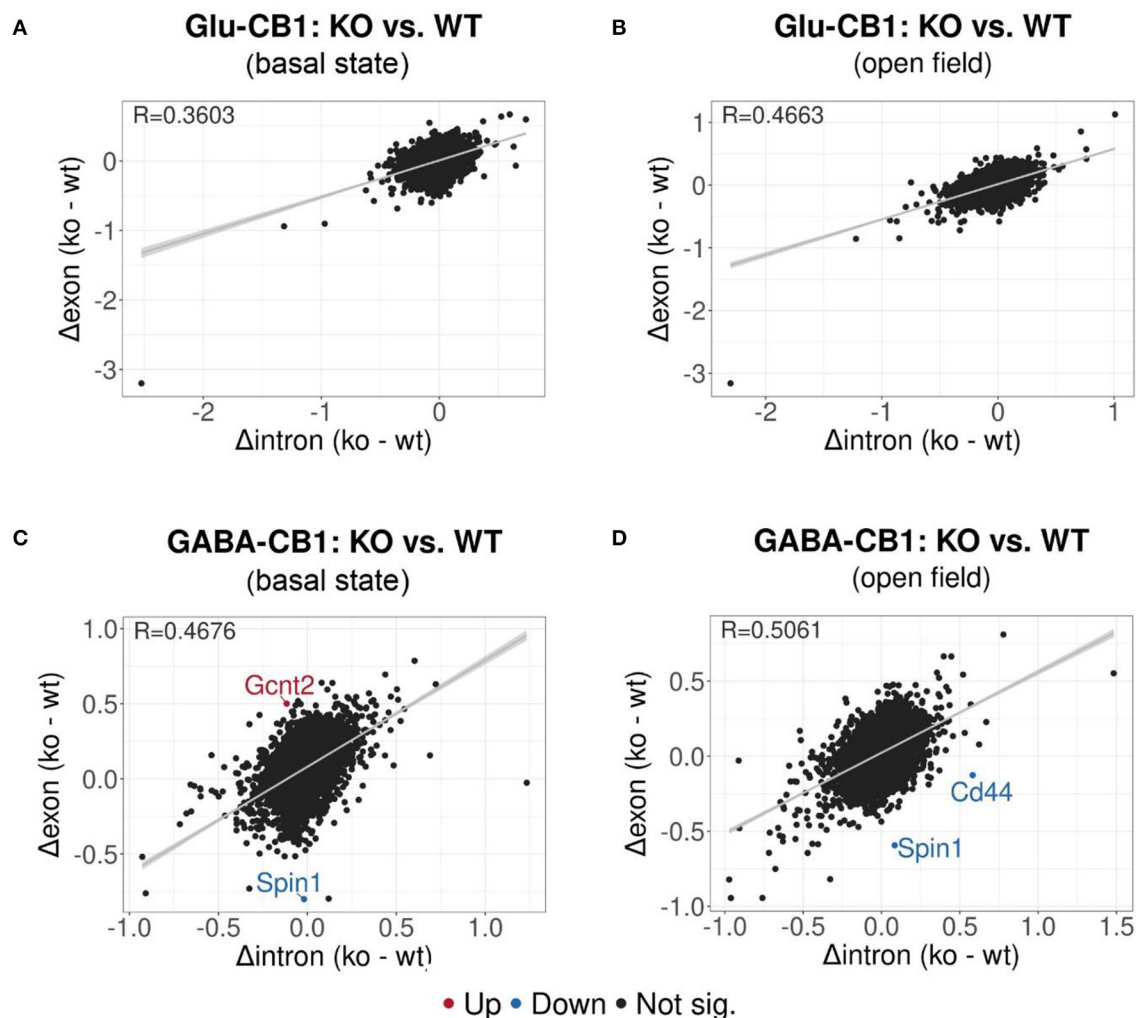 A
Glu-CB1: KO vs. WT
(basal state)
R=0.3603
0
-1
-2
-3
Δexon (ko - wt)
-2
-1
0
Δintron (ko - wt)
B
Glu-CB1: KO vs. WT
(open field)
R=0.4663
1
0
-1
-2
-3
Δexon (ko - wt)
-2
-1
0
1
Δintron (ko - wt)
C
GABA-CB1: KO vs. WT
(basal state)
R=0.4676
1.0
0.5
0.0
-0.5
Δexon (ko - wt)
Gcnt2
Spin1
-1.0
-0.5
0.0
0.5
1.0
Δintron (ko - wt)
D
GABA-CB1: KO vs. WT
(open field)
R=0.5061
0.5
0.0
-0.5
-1.0
Δexon (ko - wt)
Cd44
Spin1
-1.0
-0.5
0.0
0.5
1.0
1.5
Δintron (ko - wt)
Up Down Not sig.